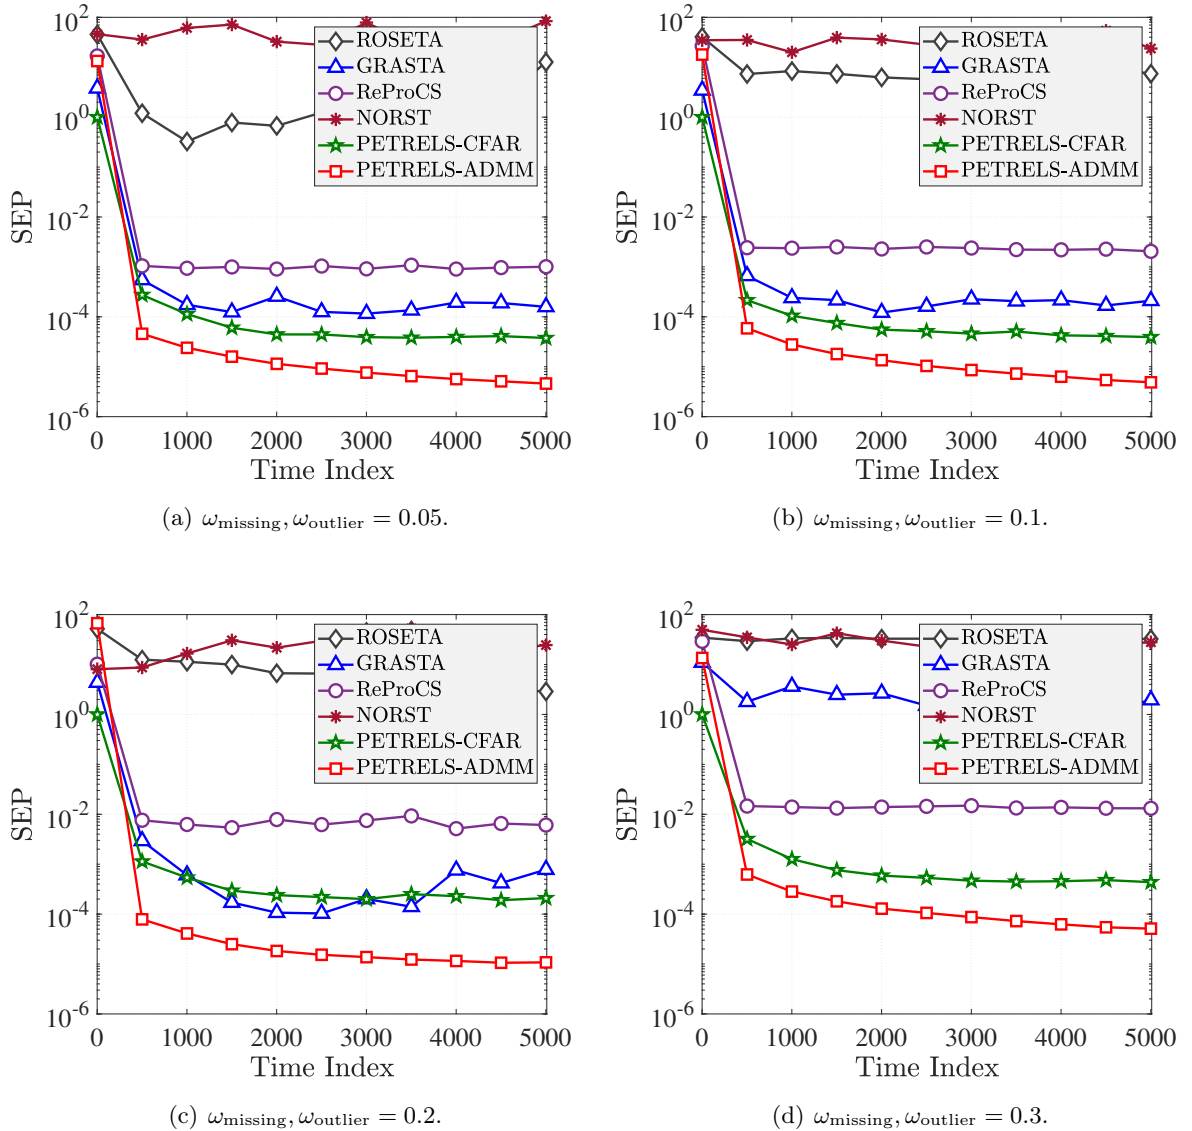 10^2
10^0
10^-2
10^-4
10^-6
SEP
0 1000 2000 3000 4000 5000
Time Index
ROSETA
GRASTA
ReProCS
NORST
PETRELS-CFAR
PETRELS-ADMM
(a) ω_missing, ω_outlier = 0.05.
10^2
10^0
10^-2
10^-4
10^-6
SEP
0 1000 2000 3000 4000 5000
Time Index
ROSETA
GRASTA
ReProCS
NORST
PETRELS-CFAR
PETRELS-ADMM
(b) ω_missing, ω_outlier = 0.1.
10^2
10^0
10^-2
10^-4
10^-6
SEP
0 1000 2000 3000 4000 5000
Time Index
ROSETA
GRASTA
ReProCS
NORST
PETRELS-CFAR
PETRELS-ADMM
(c) ω_missing, ω_outlier = 0.2.
10^2
10^0
10^-2
10^-4
10^-6
SEP
0 1000 2000 3000 4000 5000
Time Index
ROSETA
GRASTA
ReProCS
NORST
PETRELS-CFAR
PETRELS-ADMM
(d) ω_missing, ω_outlier = 0.3.